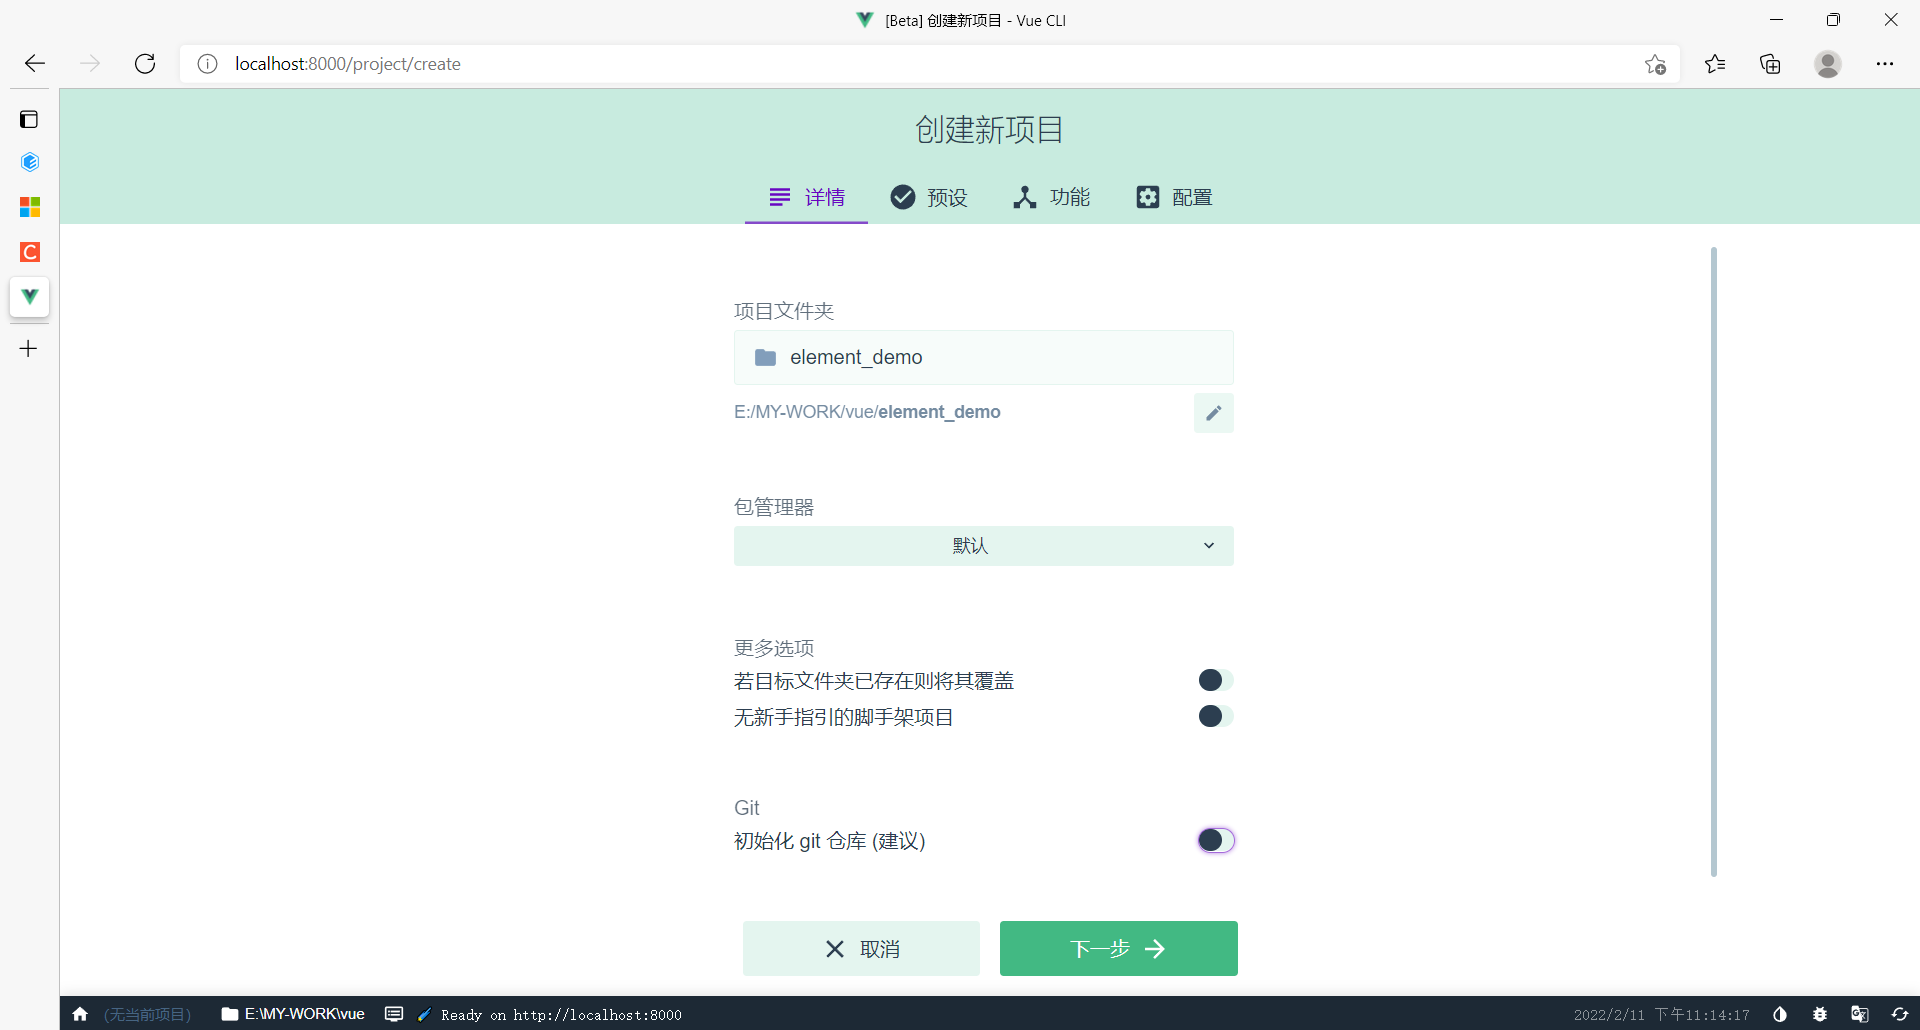 [Beta] 创建新项目 - Vue CLI
localhost:8000/project/create
创建新项目
详情 预设 功能 配置
项目文件夹
element_demo
E:/MY-WORK/vue/element_demo
包管理器
默认
更多选项
若目标文件夹已存在则将其覆盖
无新手指引的脚手架项目
Git
初始化 git 仓库 (建议)
取消 下一步
(无当前项目) E:\MY-WORK\vue Ready on http://localhost:8000 2022/2/11 下午11:14:17